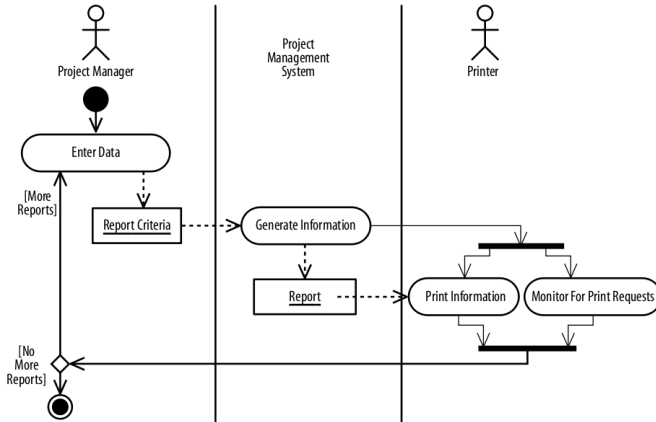 Project
Management
System
Project Manager
Printer
Enter Data
[More
Reports]
Report Criteria
Generate Information
Report
Print Information
Monitor For Print Requests
[No
More
Reports]